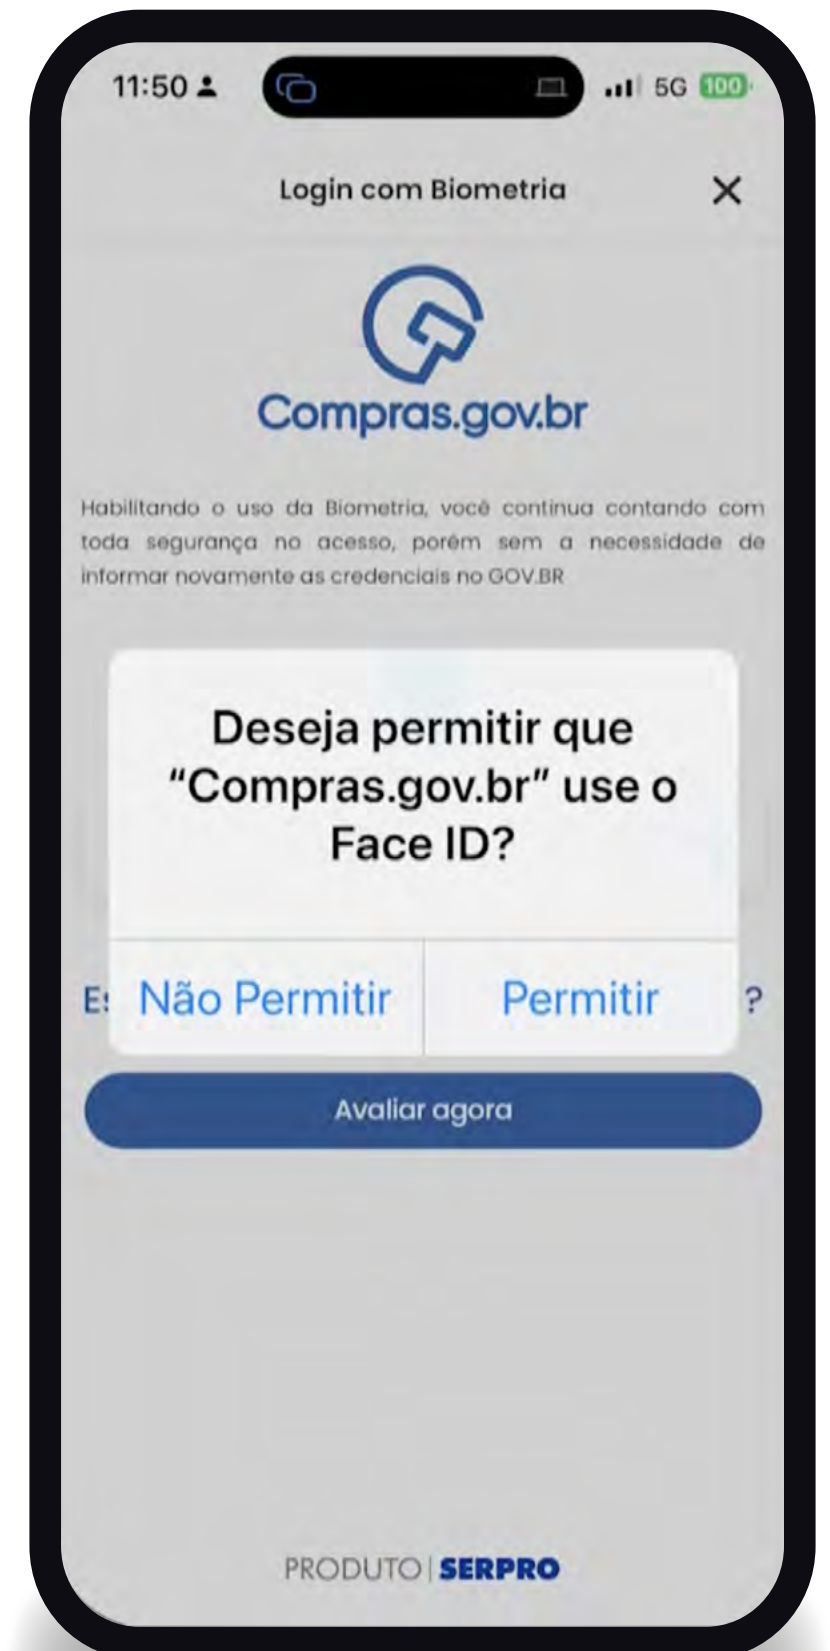 11:50
5G 100
Login com Biometria
Compras.gov.br
Habilitando o uso da Biometria, você continua contando com
toda segurança no acesso, porém sem a necessidade de
informar novamente as credenciais no GOV.BR
Deseja permitir que
“Compras.gov.br” use o
Face ID?
Não Permitir
Permitir
?
Avaliar agora
PRODUTO | SERPRO